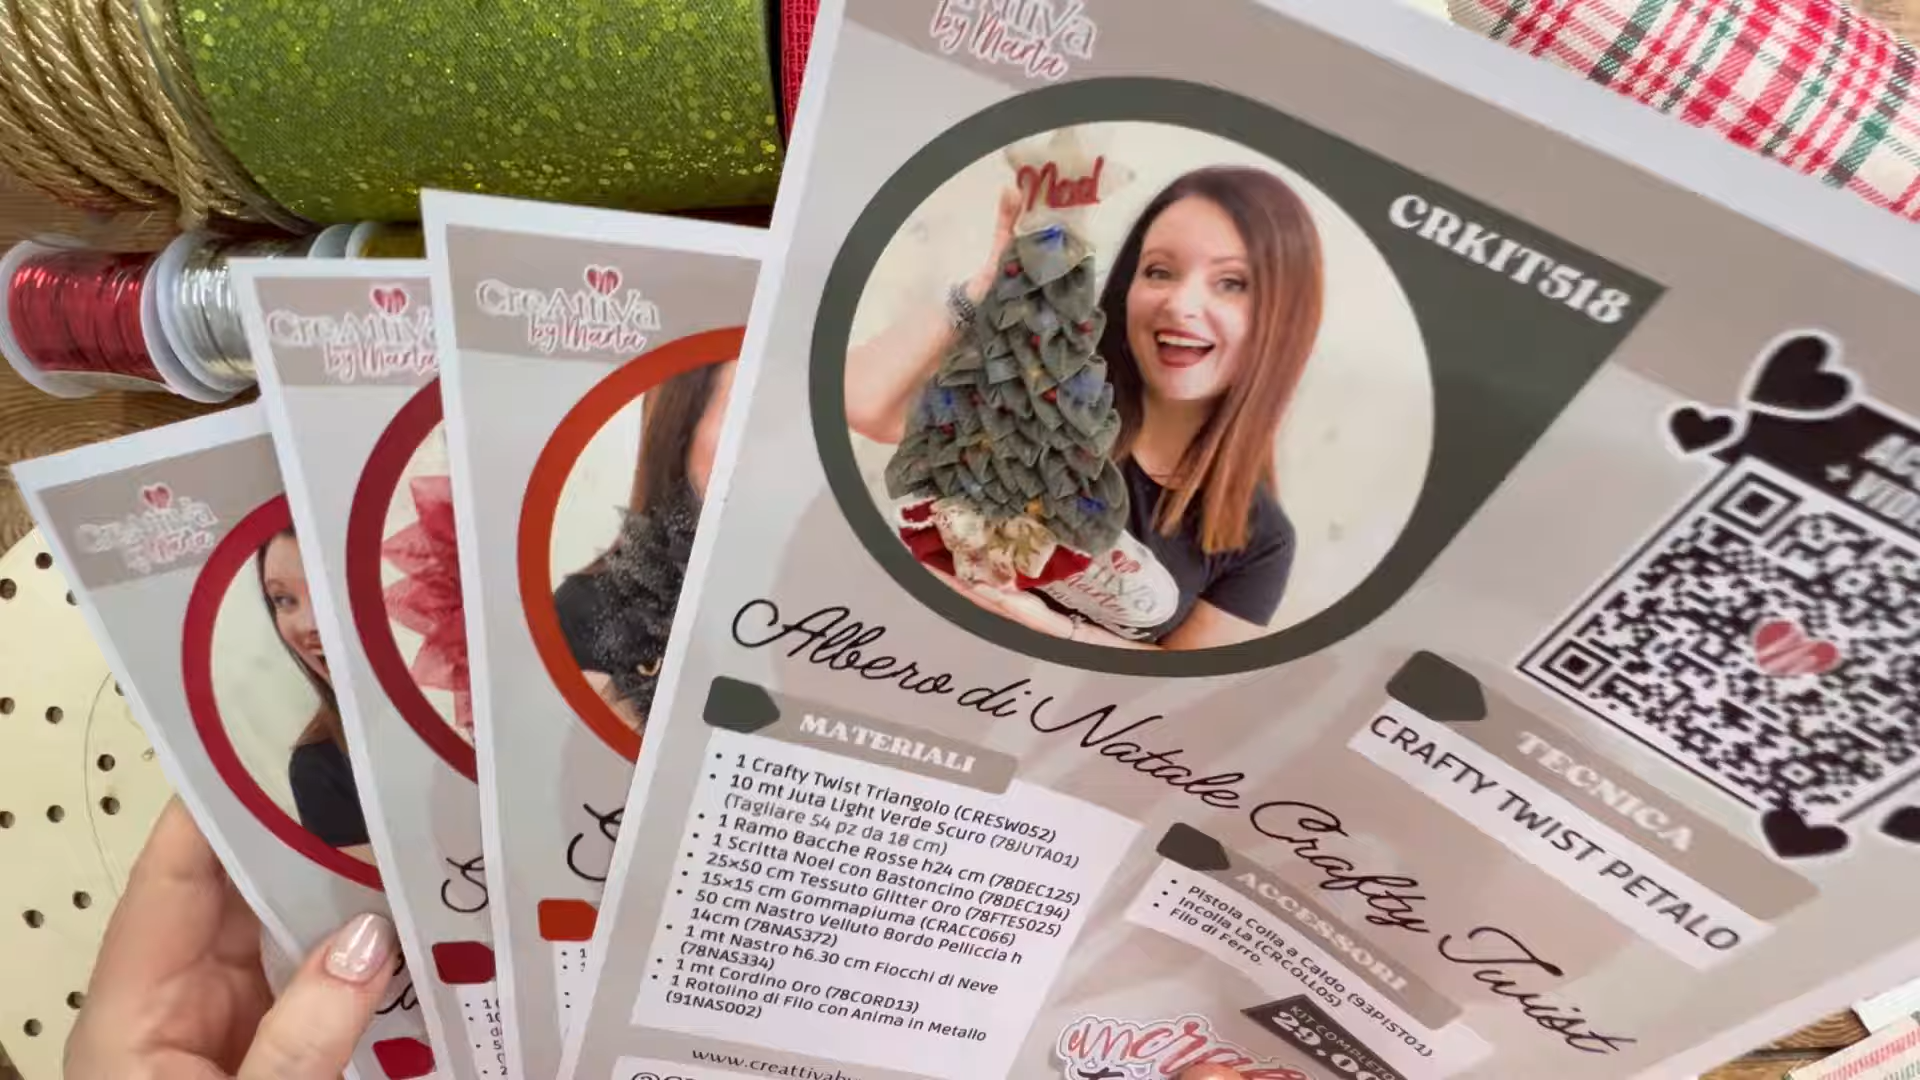 CreAttiVa
by Marta
CreAttiVa
by Marta
CreAttiVa
by Marta
by Marta
Noel
CRKIT518
Albero di Natale Crafty Twist
MATERIALI
• 1 Crafty Twist Triangolo (CRESW052)
• 10 mt Juta Light Verde Scuro (78JUTA01)
(Tagliare 54 pz da 18 cm)
• 1 Ramo Bacche Rosse h24 cm (78DEC125)
• 1 Scritta Noel con Bastoncino (78DEC194)
• 25x50 cm Tessuto Glitter Oro (78FTES025)
• 15x15 cm Gommapiuma (CRACC066)
• 50 cm Nastro Velluto Bordo Pelliccia h
14cm (78NAS372)
• 1 mt Nastro h6.30 cm Fiocchi di Neve
(78NAS334)
• 1 mt Cordino Oro (78CORD13)
• 1 Rotolino di Filo con Anima in Metallo
(91NAS002)
TECNICA
CRAFTY TWIST PETALO
ACCESSORI
• Pistola Colla a Caldo (93PIST01)
• Incolla La (CRCOLL05)
• Filo di Ferro.
KIT COMPLETO
29.00
www.creattivaby